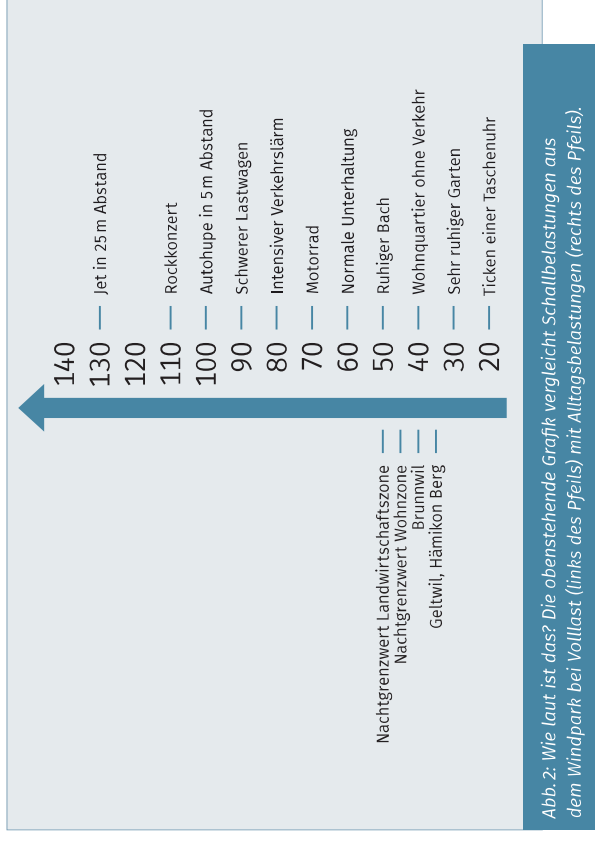 140
130 Jet in 25 m Abstand
120
110 Rockkonzert
100 Autohupe in 5 m Abstand
90 Schwerer Lastwagen
80 Intensiver Verkehrslärm
70 Motorrad
60 Normale Unterhaltung
Nachtgrenzwert Landwirtschaftszone 50 Ruhiger Bach
Nachtgrenzwert Wohnzone
Brunnwil 40 Wohnquartier ohne Verkehr
Geltwil, Hämikon Berg
30 Sehr ruhiger Garten
20 Ticken einer Taschenuhr
Abb. 2: Wie laut ist das? Die obenstehende Grafik vergleicht Schallbelastungen aus
dem Windpark bei Volllast (links des Pfeils) mit Alltagsbelastungen (rechts des Pfeils).